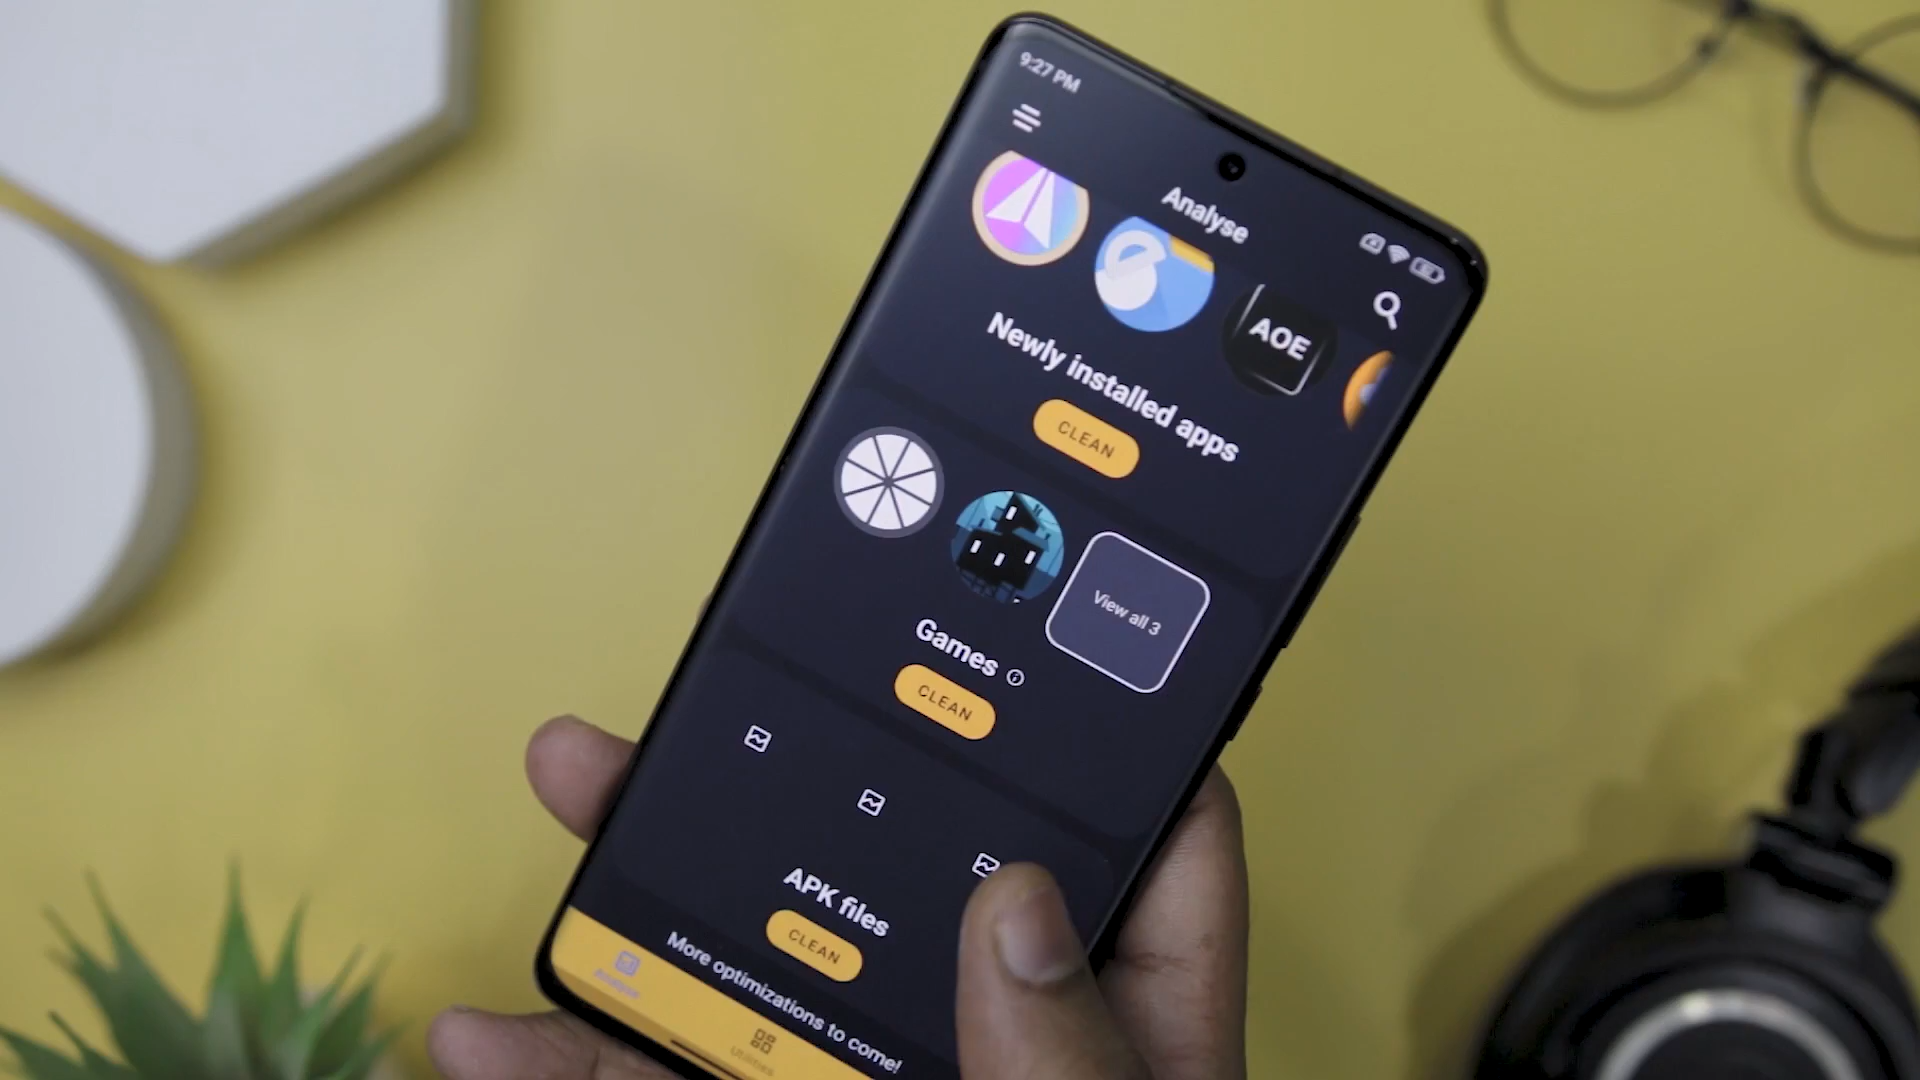 9:27 PM
Analyse
AOE
Newly installed apps
CLEAN
View all 3
Games
CLEAN
APK files
CLEAN
More optimizations to come!
Analyse
Utilities